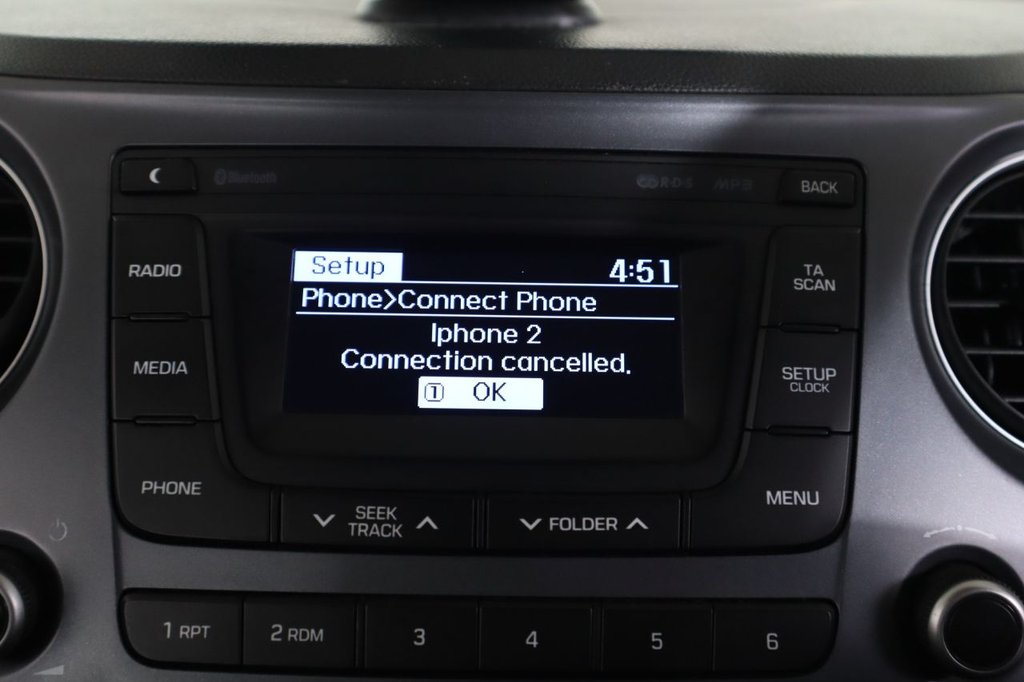 Bluetooth
R·D·S
MP3
BACK
RADIO
MEDIA
PHONE
Setup
4:51
Phone>Connect Phone
Iphone 2
Connection cancelled.
1 OK
TA
SCAN
SETUP
CLOCK
MENU
SEEK
TRACK
FOLDER
1 RPT
2 RDM
3
4
5
6